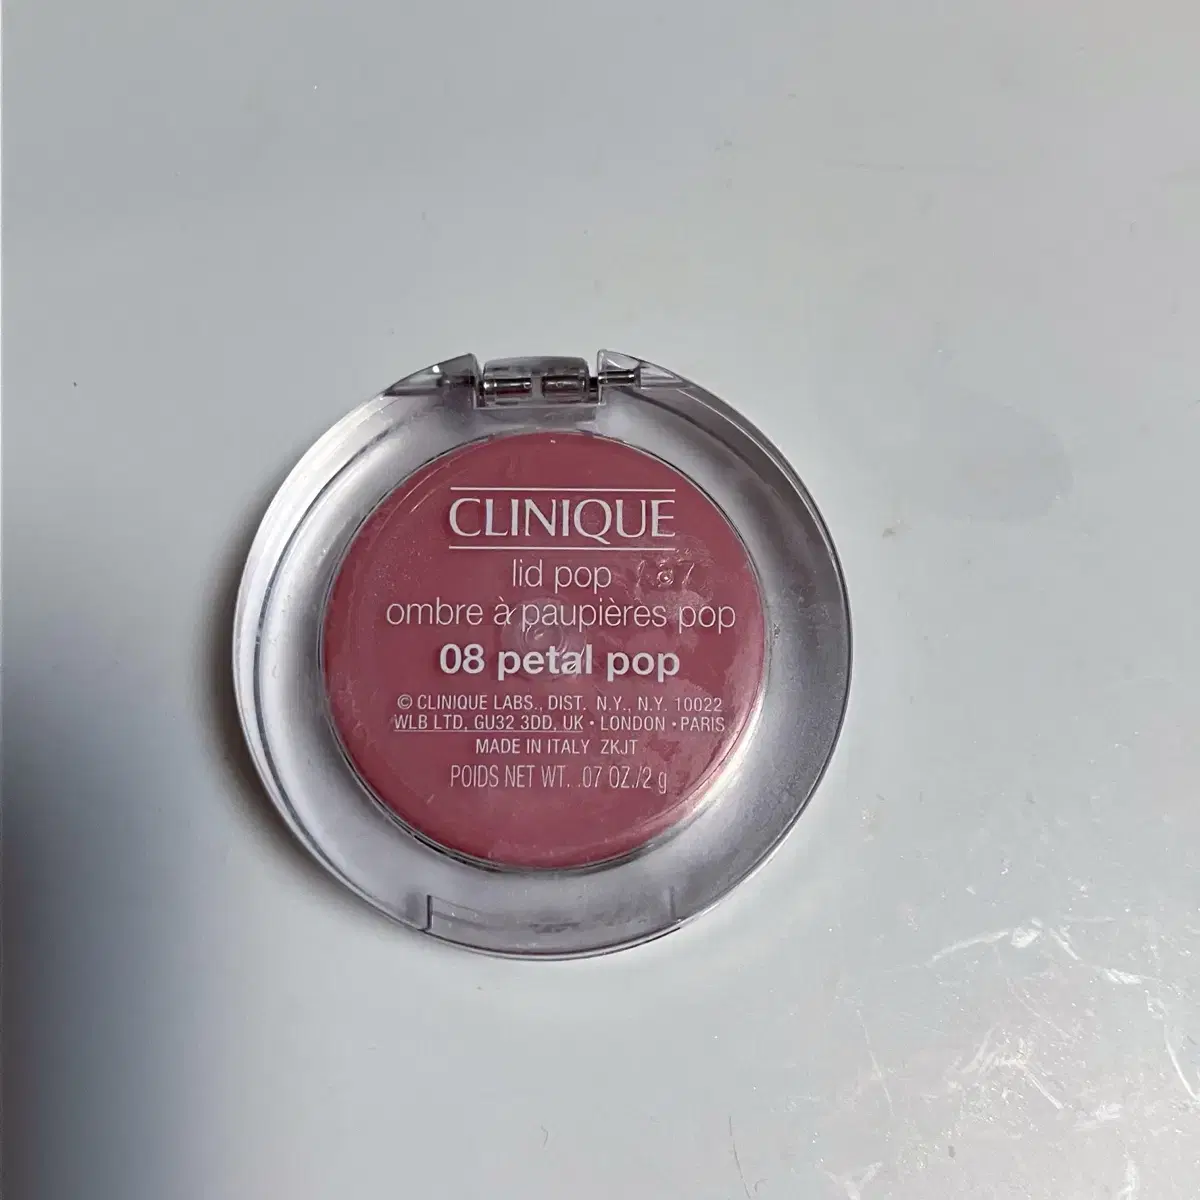 CLINIQUE
lid pop
ombre à paupières pop
08 petal pop
© CLINIQUE LABS., DIST. N.Y., N.Y. 10022
WLB LTD, GU32 3DD, UK · LONDON · PARIS
MADE IN ITALY ZKJT
POIDS NET WT. .07 OZ./2 g